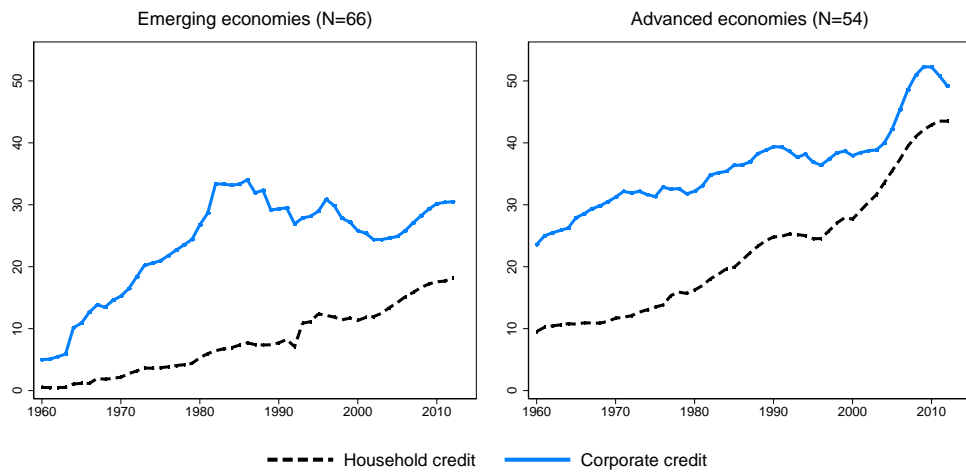 Emerging economies (N=66)
Advanced economies (N=54)
50
40
30
20
10
0
1960 1970 1980 1990 2000 2010
50
40
30
20
10
0
1960 1970 1980 1990 2000 2010
Household credit
Corporate credit